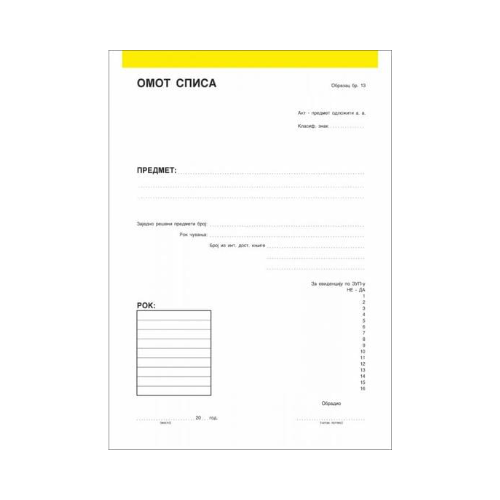 ОМОТ СПИСА
Образац бр. 13
Акт - предмет одложити а. а.
Класиф. знак
ПРЕДМЕТ:
Заједно решени предмети број:
Рок чувања:
Број из инт. дост. књиге
За евиденцију по ЗУП-у
НЕ - ДА
1
2
3
4
5
6
7
8
9
10
11
12
13
14
15
16
РОК:
Обрадио
20 год.